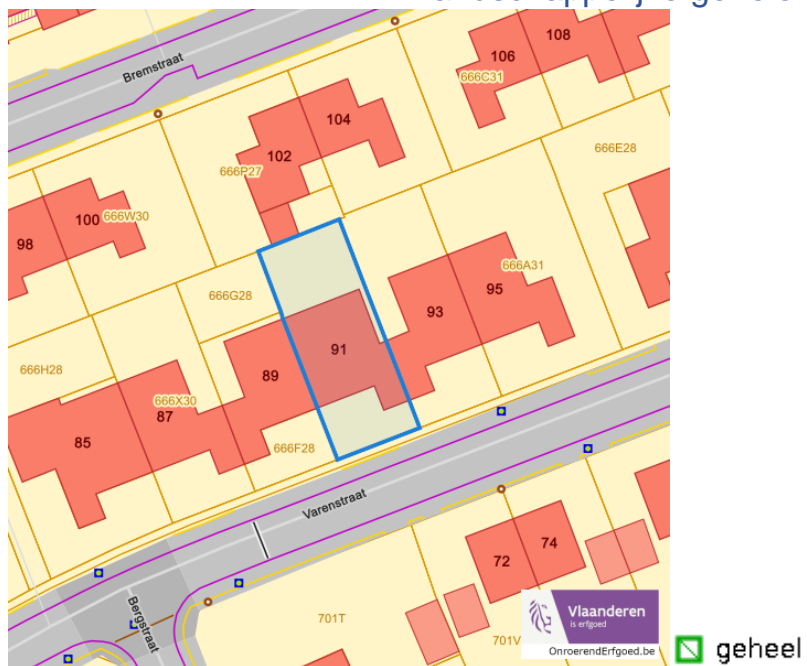 Bremstraat
106
108
666C31
104
102
666P27
666E28
100
666W30
98
666A31
95
666G28
93
91
89
666H28
666X30
87
85
666F28
Varenstraat
74
72
Bergstraat
701T
701V
Vlaanderen
is erfgoed
OnroerendErfgoed.be
geheel